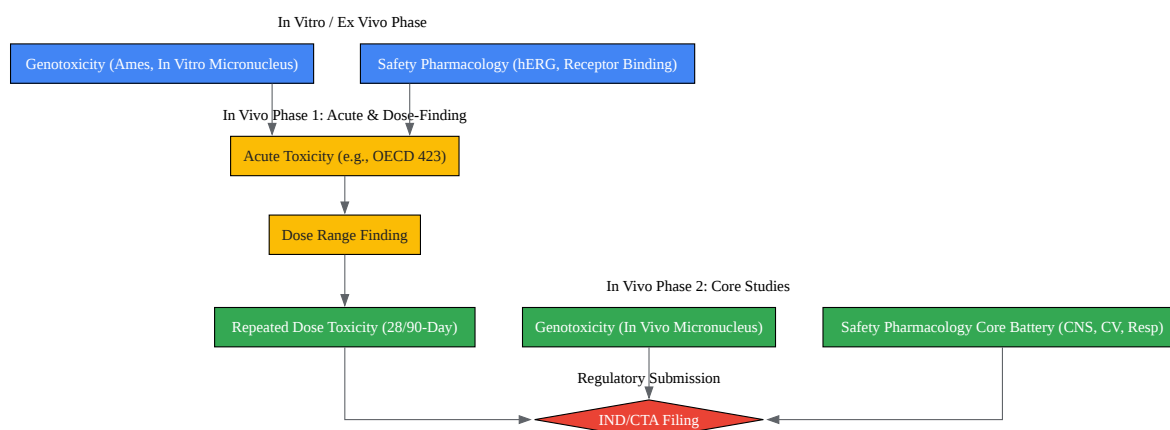 In Vitro / Ex Vivo Phase
Genotoxicity (Ames, In Vitro Micronucleus)
Safety Pharmacology (hERG, Receptor Binding)
In Vivo Phase 1: Acute & Dose-Finding
Acute Toxicity (e.g., OECD 423)
Dose Range Finding
In Vivo Phase 2: Core Studies
Repeated Dose Toxicity (28/90-Day)
Genotoxicity (In Vivo Micronucleus)
Safety Pharmacology Core Battery (CNS, CV, Resp)
Regulatory Submission
IND/CTA Filing